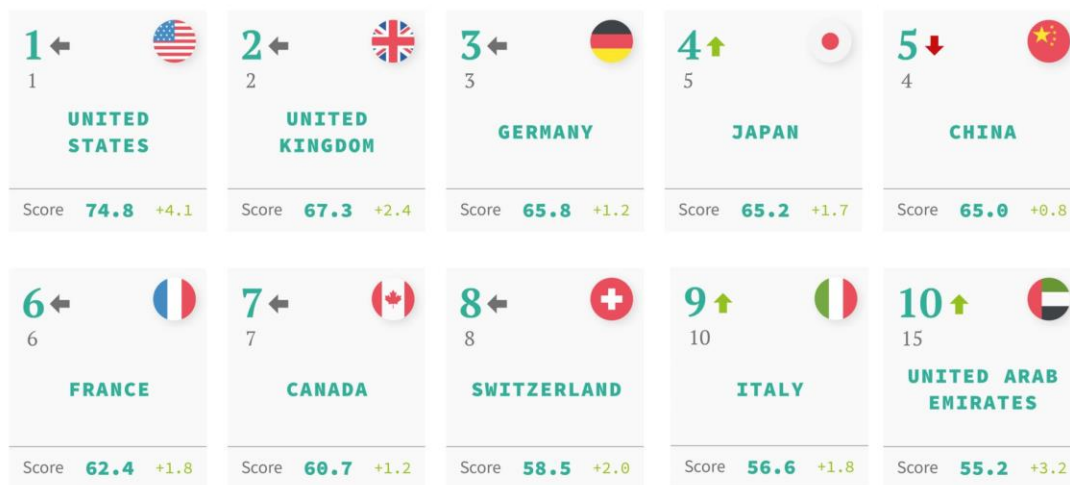 1
1
UNITED
STATES
Score 74.8 +4.1
2
2
UNITED
KINGDOM
Score 67.3 +2.4
3
3
GERMANY
Score 65.8 +1.2
4
5
JAPAN
Score 65.2 +1.7
5
4
CHINA
Score 65.0 +0.8
6
6
FRANCE
Score 62.4 +1.8
7
7
CANADA
Score 60.7 +1.2
8
8
SWITZERLAND
Score 58.5 +2.0
9
10
ITALY
Score 56.6 +1.8
10
15
UNITED ARAB
EMIRATES
Score 55.2 +3.2